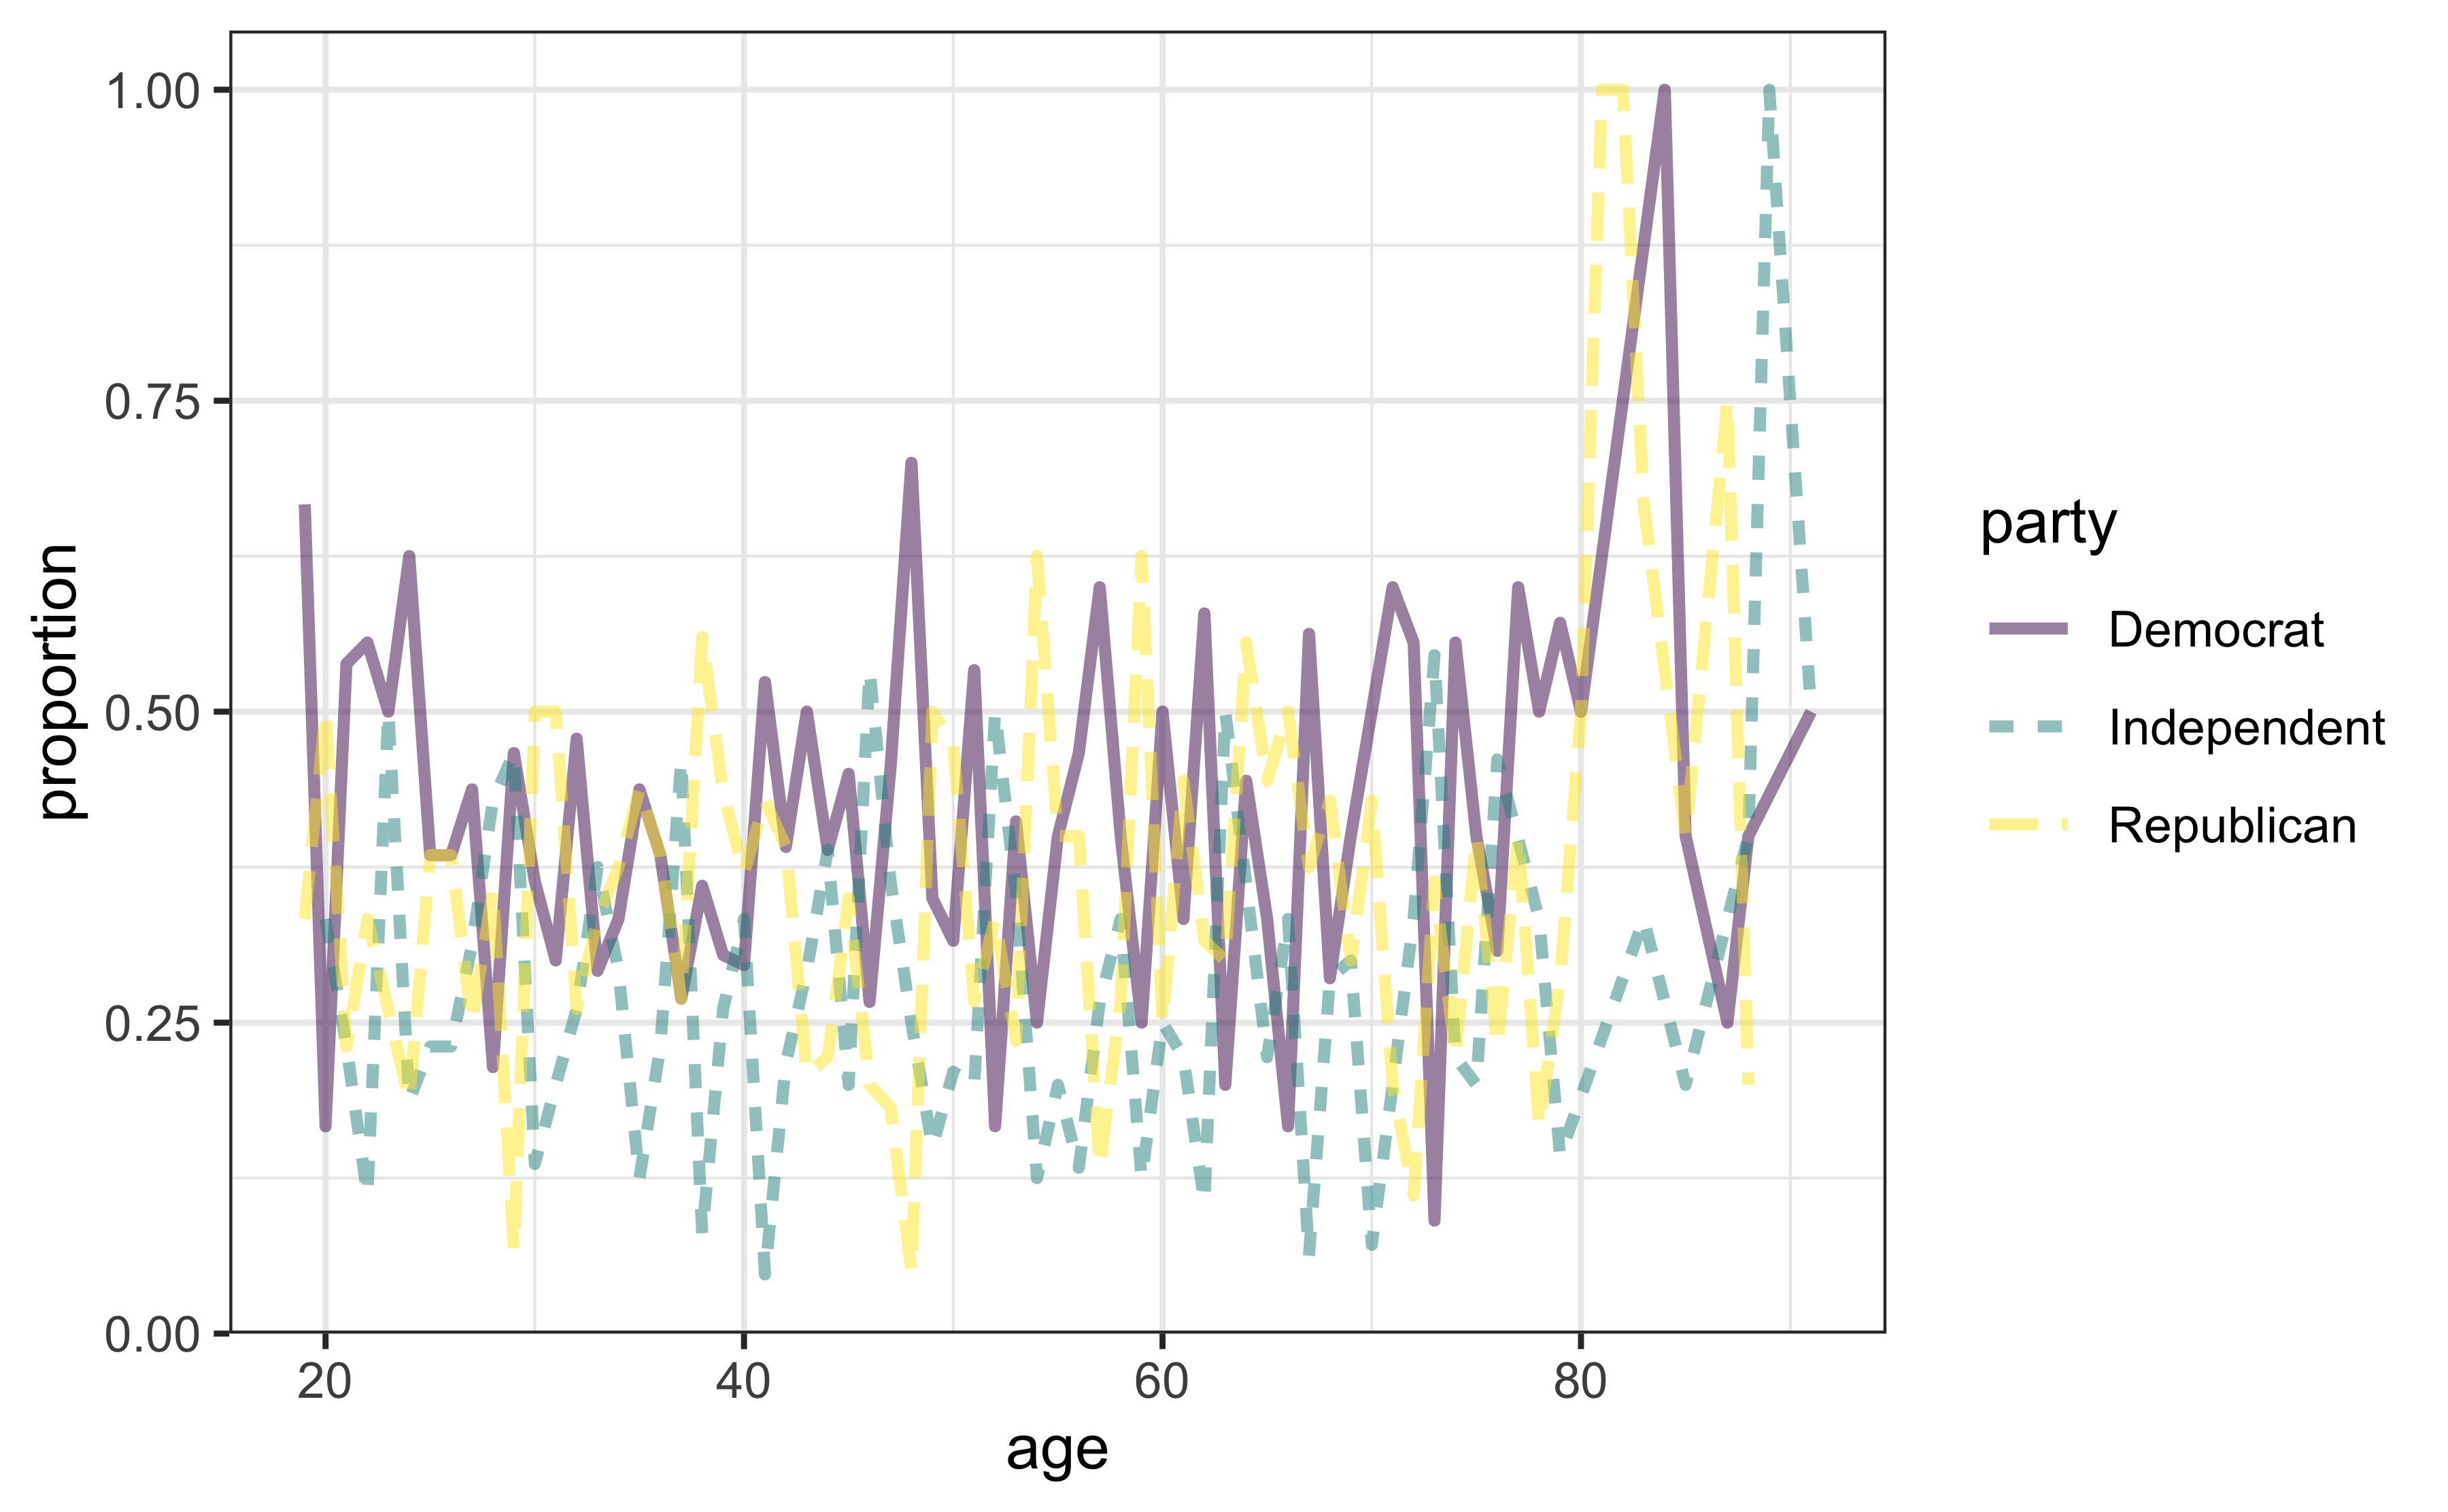 1.00
0.75
0.50
0.25
0.00
proportion
20 40 60 80
age
party
Democrat
Independent
Republican